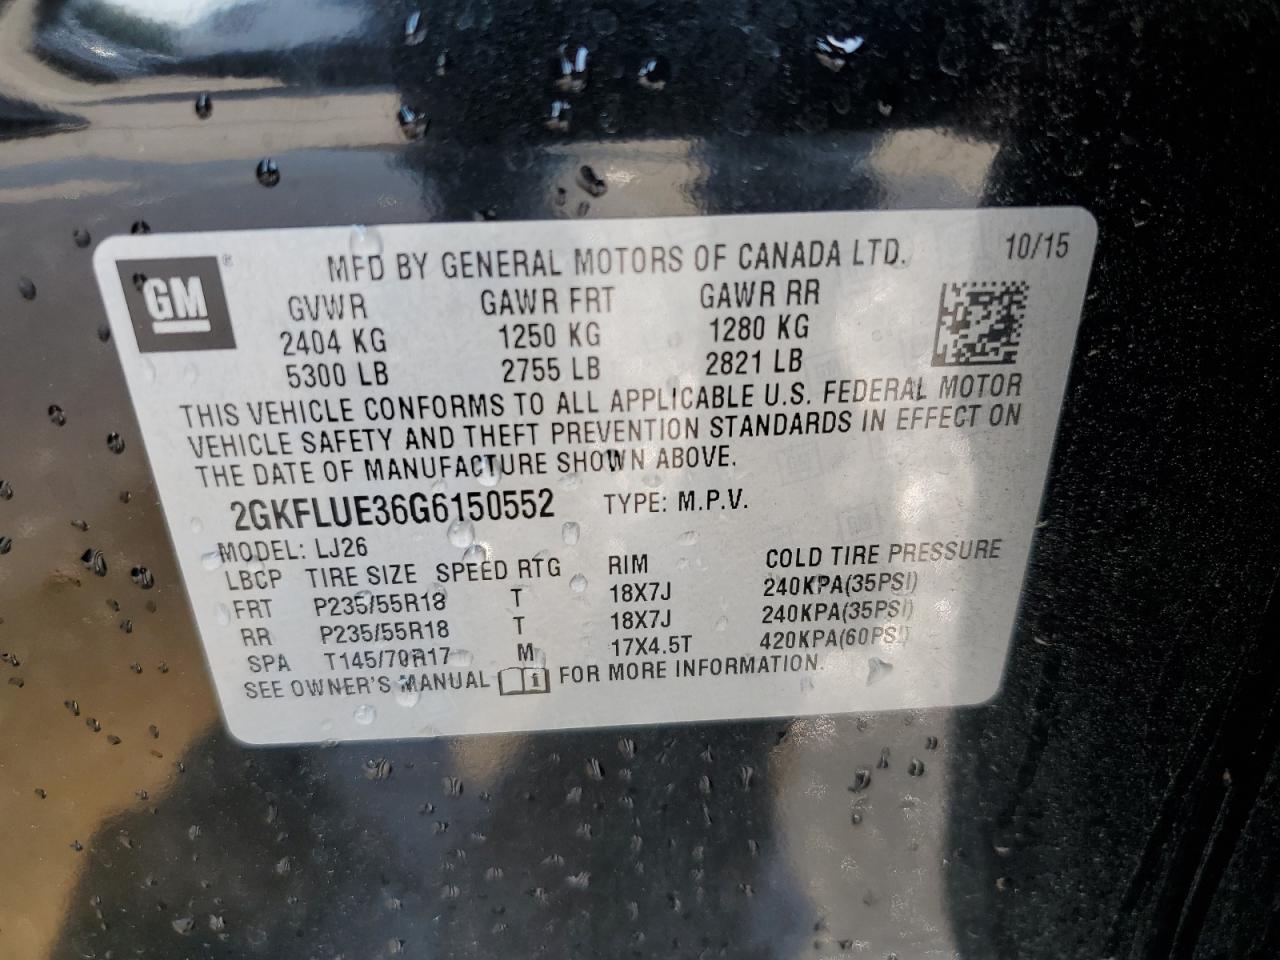 GM ® MFD BY GENERAL MOTORS OF CANADA LTD. 10/15
GVWR GAWR FRT GAWR RR
2404 KG 1250 KG 1280 KG
5300 LB 2755 LB 2821 LB
THIS VEHICLE CONFORMS TO ALL APPLICABLE U.S. FEDERAL MOTOR
VEHICLE SAFETY AND THEFT PREVENTION STANDARDS IN EFFECT ON
THE DATE OF MANUFACTURE SHOWN ABOVE.
2GKFLUE36G6150552 TYPE: M.P.V.
MODEL: LJ26
LBCP TIRE SIZE SPEED RTG RIM COLD TIRE PRESSURE
FRT P235/55R18 T 18X7J 240KPA(35PSI)
RR P235/55R18 T 18X7J 240KPA(35PSI)
SPA T145/70R17 M 17X4.5T 420KPA(60PSI)
SEE OWNER'S MANUAL i FOR MORE INFORMATION.